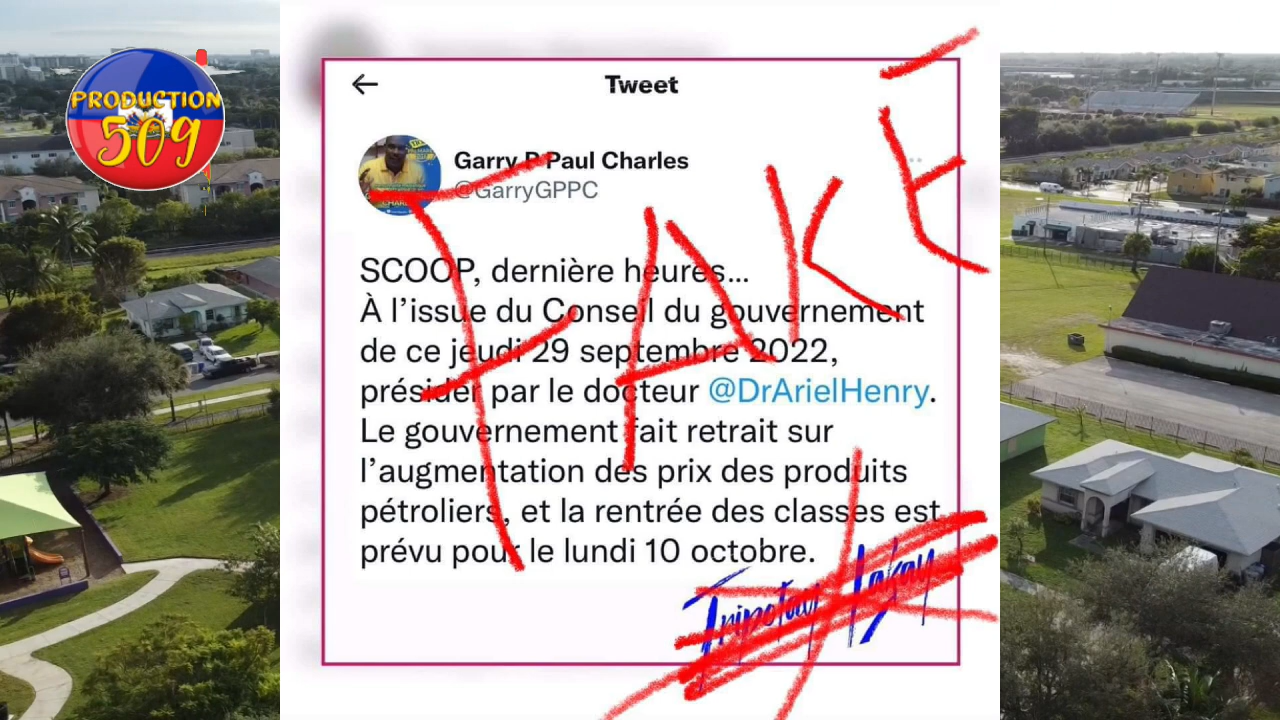 PRODUCTION
509
Tweet
Garry P Paul Charles
@GarryGPPC
SCOOP, dernière heures...
À l’issue du Conseil du gouvernement
de ce jeudi 29 septembre 2022,
présider par le docteur @DrArielHenry.
Le gouvernement fait retrait sur
l’augmentation des prix des produits
pétroliers, et la rentrée des classes est
prévu pour le lundi 10 octobre.
FAKE
Tripotay Lakay